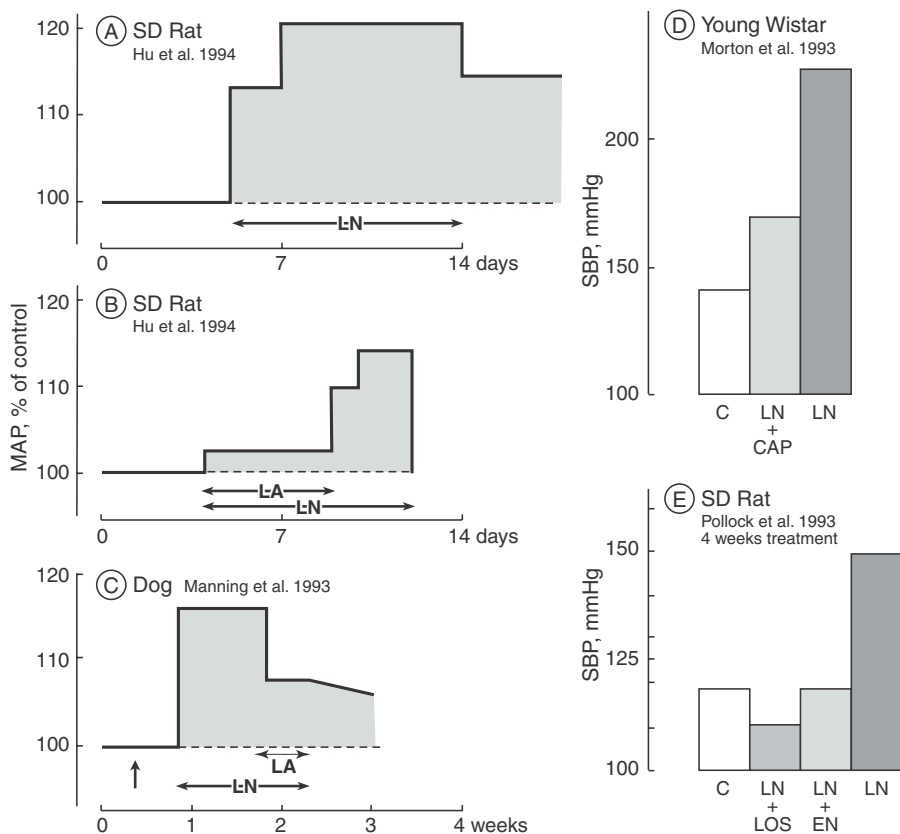 MAP, % of control
A SD Rat
Hu et al. 1994
120
110
100
L-N
0 7 14 days
B SD Rat
Hu et al. 1994
120
110
100
L-A
L-N
0 7 14 days
C Dog Manning et al. 1993
120
110
100
LA
L-N
0 1 2 3 4 weeks
D Young Wistar
Morton et al. 1993
SBP, mmHg
200
150
100
C LN + CAP LN
E SD Rat
Pollock et al. 1993
4 weeks treatment
SBP, mmHg
150
125
100
C LN + LOS LN + EN LN